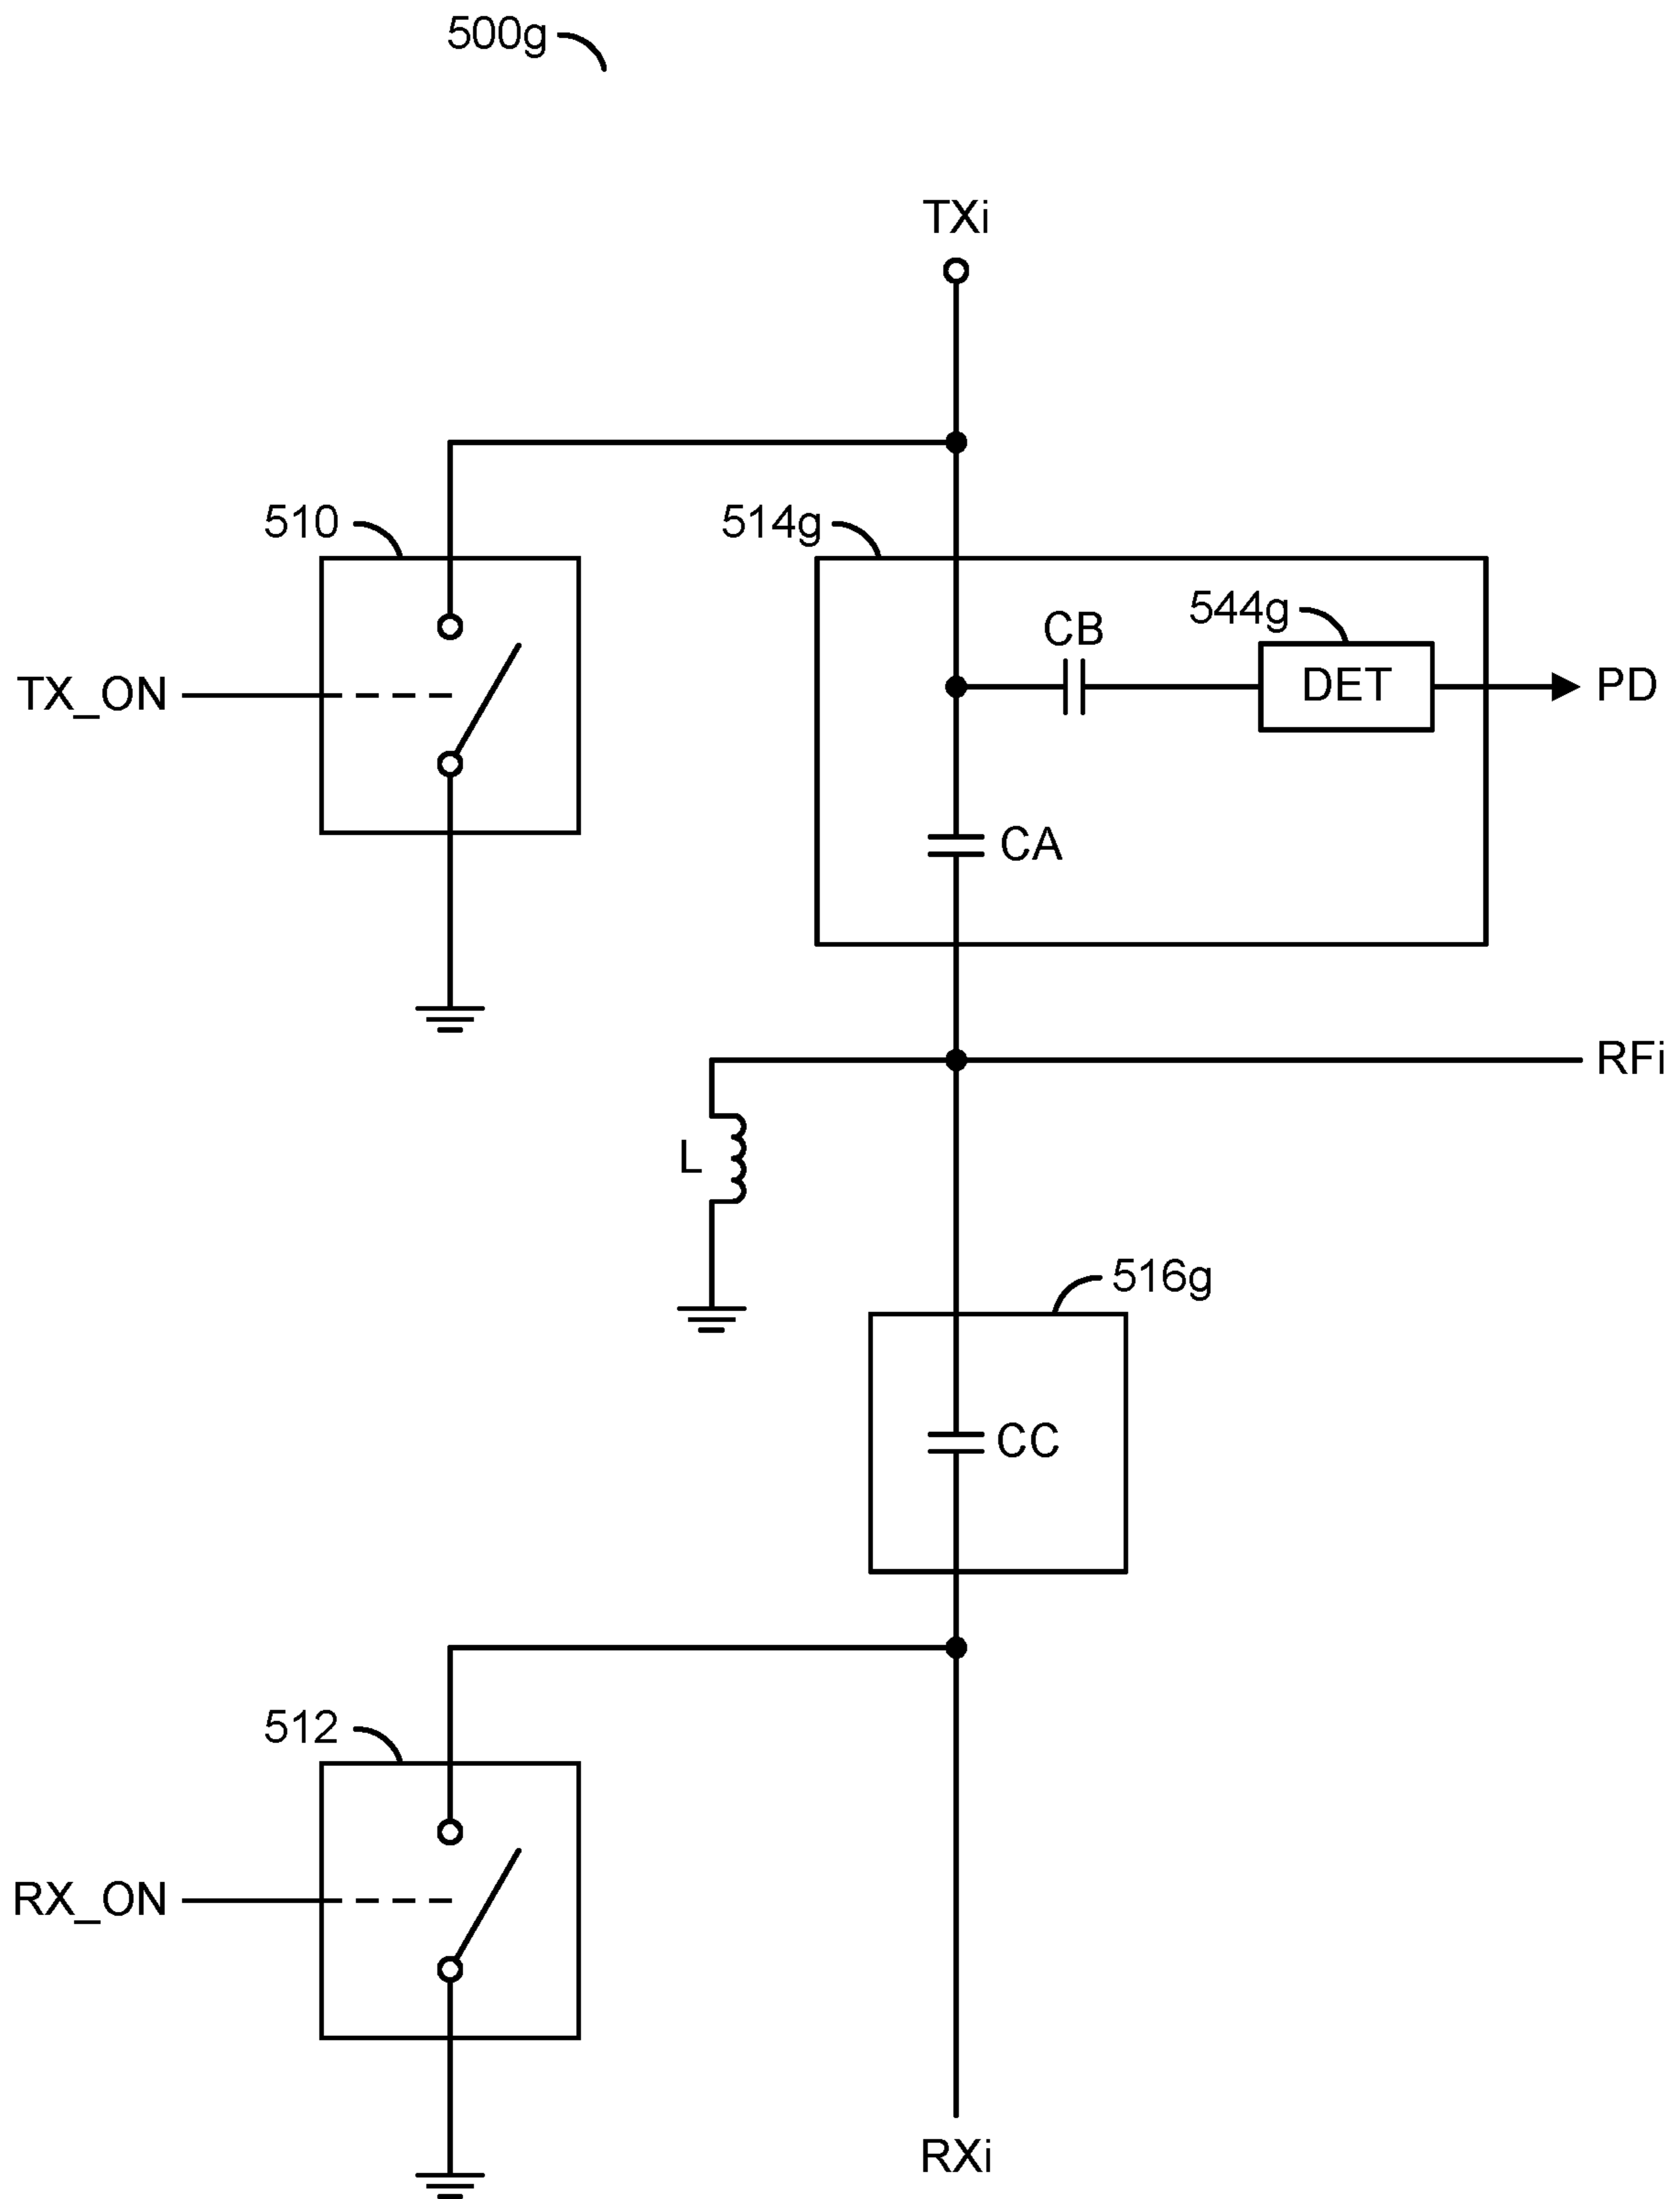 500g
TXi
510
514g
544g
CB
DET
PD
TX_ON
CA
RFi
L
516g
CC
512
RX_ON
RXi